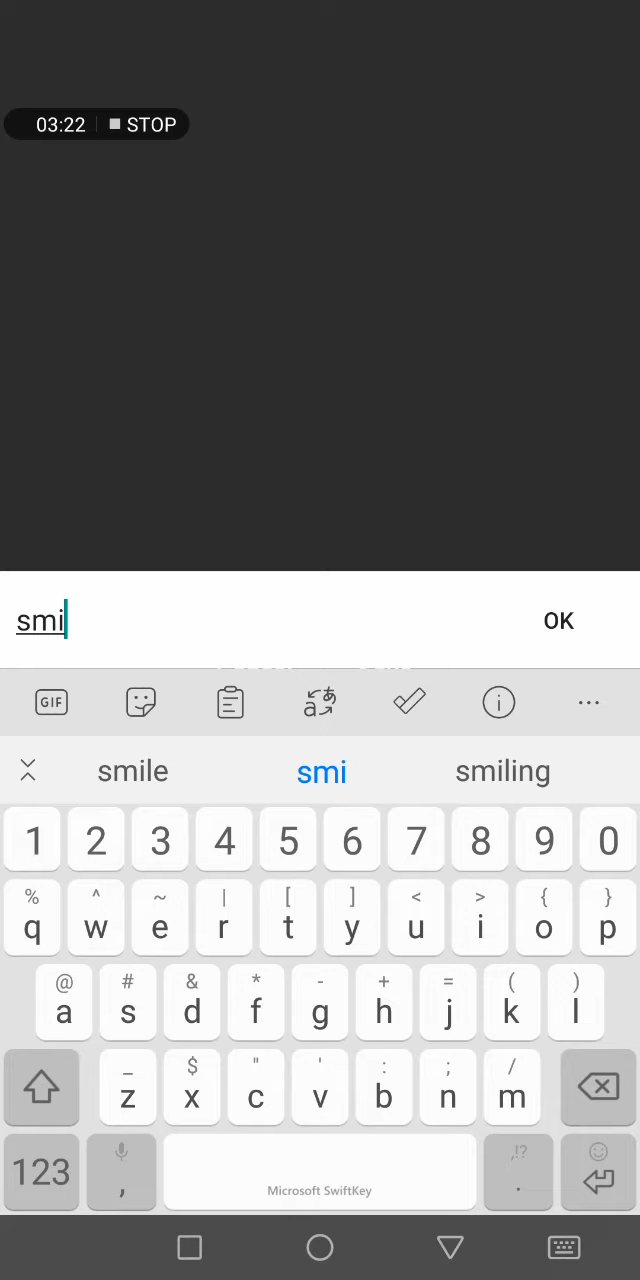 03:22 STOP
smi OK
GIF
smile smi smiling
1 2 3 4 5 6 7 8 9 0
% ^ ~ | [ ] < > { }
q w e r t y u i o p
@ # & * - + = ( )
a s d f g h j k l
_ $ " ' : ; /
z x c v b n m
,!?
123 , Microsoft SwiftKey .